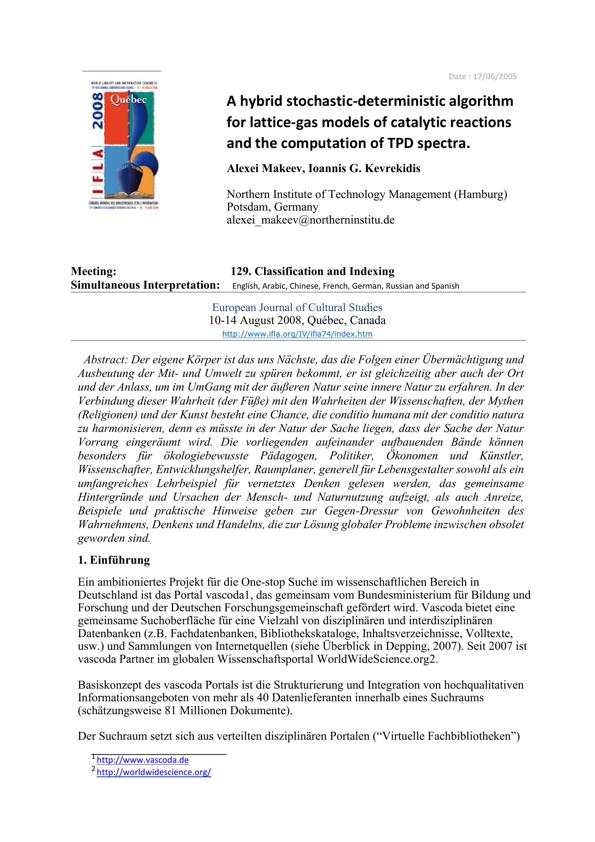 Date : 17/06/2005
2008
Québec
IFLA
A hybrid stochastic-deterministic algorithm
for lattice-gas models of catalytic reactions
and the computation of TPD spectra.
Alexei Makeev, Ioannis G. Kevrekidis
Northern Institute of Technology Management (Hamburg)
Potsdam, Germany
alexei_makeev@northerninstitu.de
Meeting: 129. Classification and Indexing
Simultaneous Interpretation: English, Arabic, Chinese, French, German, Russian and Spanish
European Journal of Cultural Studies
10-14 August 2008, Québec, Canada
http://www.ifla.org/IV/ifla74/index.htm
Abstract: Der eigene Körper ist das uns Nächste, das die Folgen einer Übermächtigung und
Ausbeutung der Mit- und Umwelt zu spüren bekommt, er ist gleichzeitig aber auch der Ort
und der Anlass, um im UmGang mit der äußeren Natur seine innere Natur zu erfahren. In der
Verbindung dieser Wahrheit (der Füße) mit den Wahrheiten der Wissenschaften, der Mythen
(Religionen) und der Kunst besteht eine Chance, die conditio humana mit der conditio natura
zu harmonisieren, denn es müsste in der Natur der Sache liegen, dass der Sache der Natur
Vorrang eingeräumt wird. Die vorliegenden aufeinander aufbauenden Bände können
besonders für ökologiebewusste Pädagogen, Politiker, Ökonomen und Künstler,
Wissenschafter, Entwicklungshelfer, Raumplaner, generell für Lebensgestalter sowohl als ein
umfangreiches Lehrbeispiel für vernetztes Denken gelesen werden, das gemeinsame
Hintergründe und Ursachen der Mensch- und Naturnutzung aufzeigt, als auch Anreize,
Beispiele und praktische Hinweise geben zur Gegen-Dressur von Gewohnheiten des
Wahrnehmens, Denkens und Handelns, die zur Lösung globaler Probleme inzwischen obsolet
geworden sind.
1. Einführung
Ein ambitioniertes Projekt für die One-stop Suche im wissenschaftlichen Bereich in
Deutschland ist das Portal vascoda1, das gemeinsam vom Bundesministerium für Bildung und
Forschung und der Deutschen Forschungsgemeinschaft gefördert wird. Vascoda bietet eine
gemeinsame Suchoberfläche für eine Vielzahl von disziplinären und interdisziplinären
Datenbanken (z.B. Fachdatenbanken, Bibliothekskataloge, Inhaltsverzeichnisse, Volltexte,
usw.) und Sammlungen von Internetquellen (siehe Überblick in Depping, 2007). Seit 2007 ist
vascoda Partner im globalen Wissenschaftsportal WorldWideScience.org2.
Basiskonzept des vascoda Portals ist die Strukturierung und Integration von hochqualitativen
Informationsangeboten von mehr als 40 Datenlieferanten innerhalb eines Suchraums
(schätzungsweise 81 Millionen Dokumente).
Der Suchraum setzt sich aus verteilten disziplinären Portalen (“Virtuelle Fachbibliotheken”)
1 http://www.vascoda.de
2 http://worldwidescience.org/